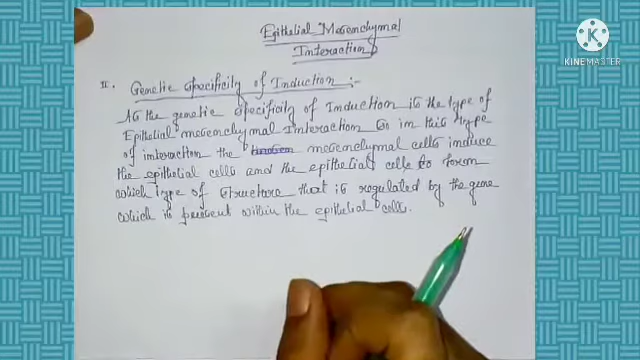 Epithelial Mesenchymal
Interaction
II. Genetic Specificity of Induction :-
As the genetic specificity of Induction is the type of
Epithelial mesenchymal Interaction so in this type
of interaction the mesenchymal cells induce
the epithelial cells and the epithelial cells to form
which type of structure that is regulated by the gene
which is present within the epithelial cells.
KINEMASTER